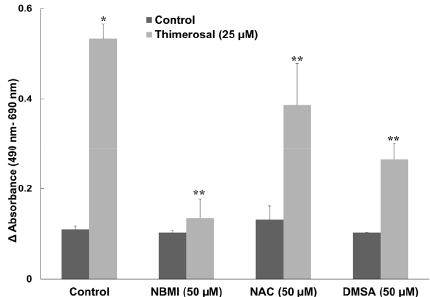 0.6
0.4
0.2
0
Δ Absorbance (490 nm- 690 nm)
Control
Thimerosal (25 µM)
*
**
**
**
Control
NBMI (50 µM)
NAC (50 µM)
DMSA (50 µM)